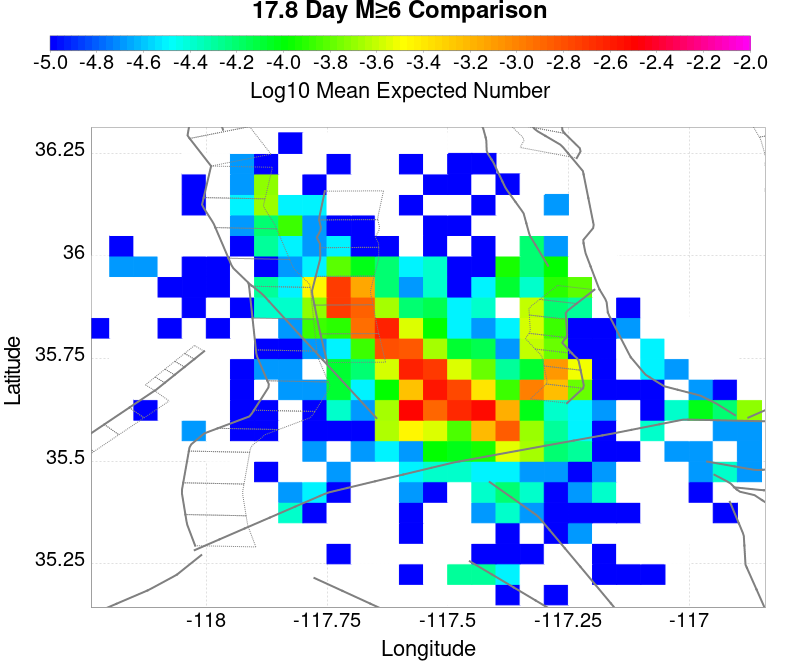 17.8 Day M≥6 Comparison
-5.0 -4.8 -4.6 -4.4 -4.2 -4.0 -3.8 -3.6 -3.4 -3.2 -3.0 -2.8 -2.6 -2.4 -2.2 -2.0
Log10 Mean Expected Number
36.25
36
35.75
35.5
35.25
Latitude
-118 -117.75 -117.5 -117.25 -117
Longitude